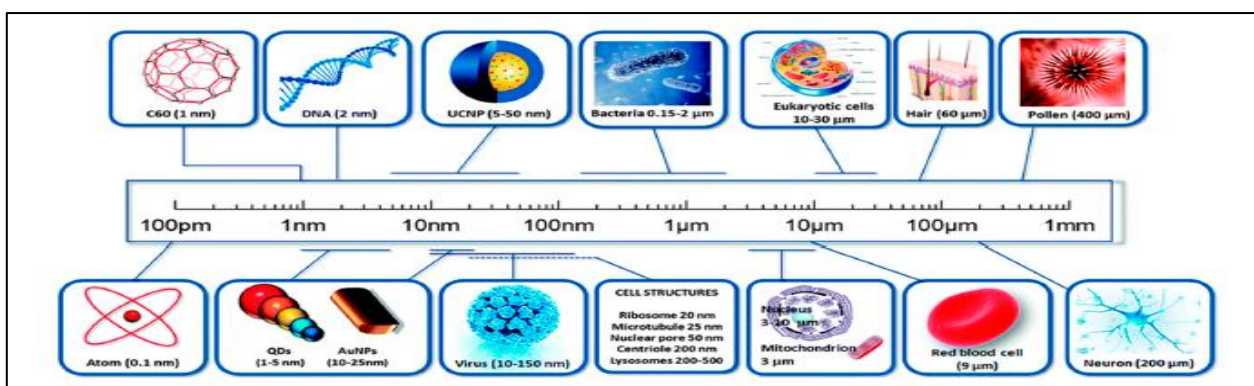 C60 (1 nm)
DNA (2 nm)
UCNP (5-50 nm)
Bacteria 0.15-2 μm
Eukaryotic cells
10-30 μm
Hair (60 μm)
Pollen (400 μm)
100pm
1nm
10nm
100nm
1μm
10μm
100μm
1mm
Atom (0.1 nm)
QDs
(1-5 nm)
AuNPs
(10-25nm)
Virus (10-150 nm)
CELL STRUCTURES
Ribosome 20 nm
Microtubule 25 nm
Nuclear pore 50 nm
Centriole 200 nm
Lysosomes 200-500
Nucleus
3-10 μm
Mitochondrion
3 μm
Red blood cell
(9 μm)
Neuron (200 μm)